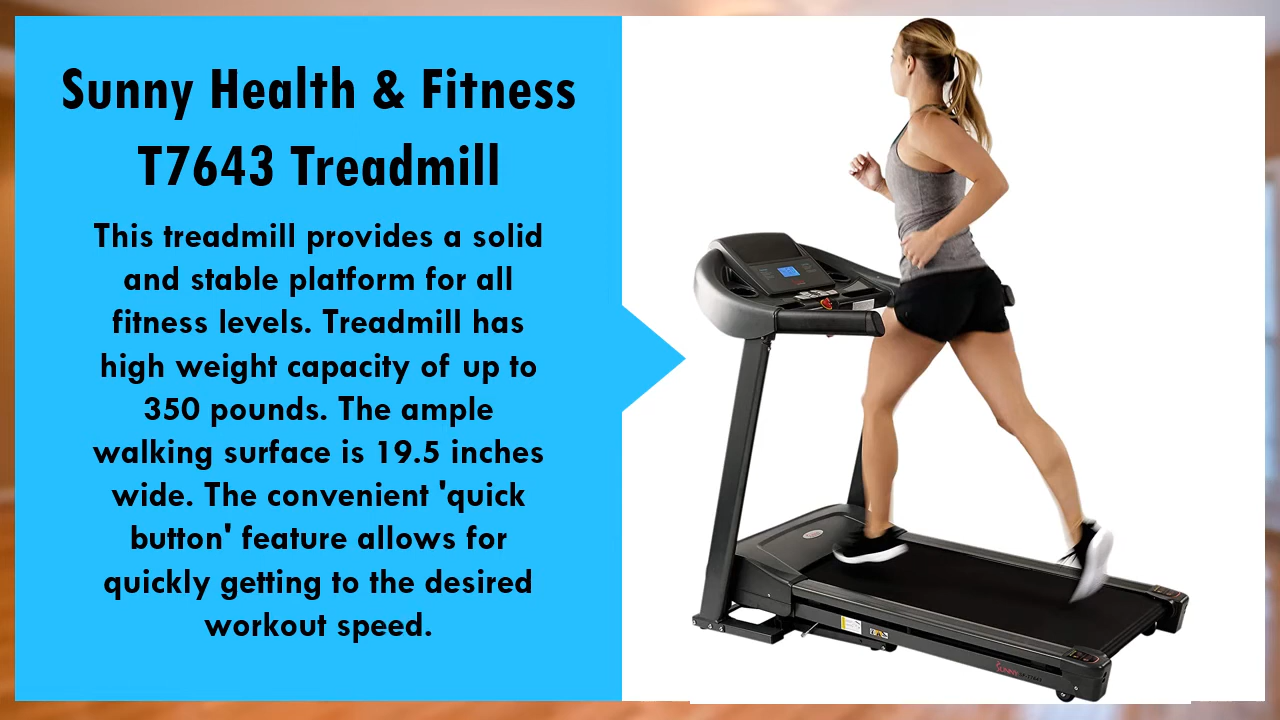 Sunny Health & Fitness
T7643 Treadmill
This treadmill provides a solid
and stable platform for all
fitness levels. Treadmill has
high weight capacity of up to
350 pounds. The ample
walking surface is 19.5 inches
wide. The convenient 'quick
button' feature allows for
quickly getting to the desired
workout speed.
SUNNY